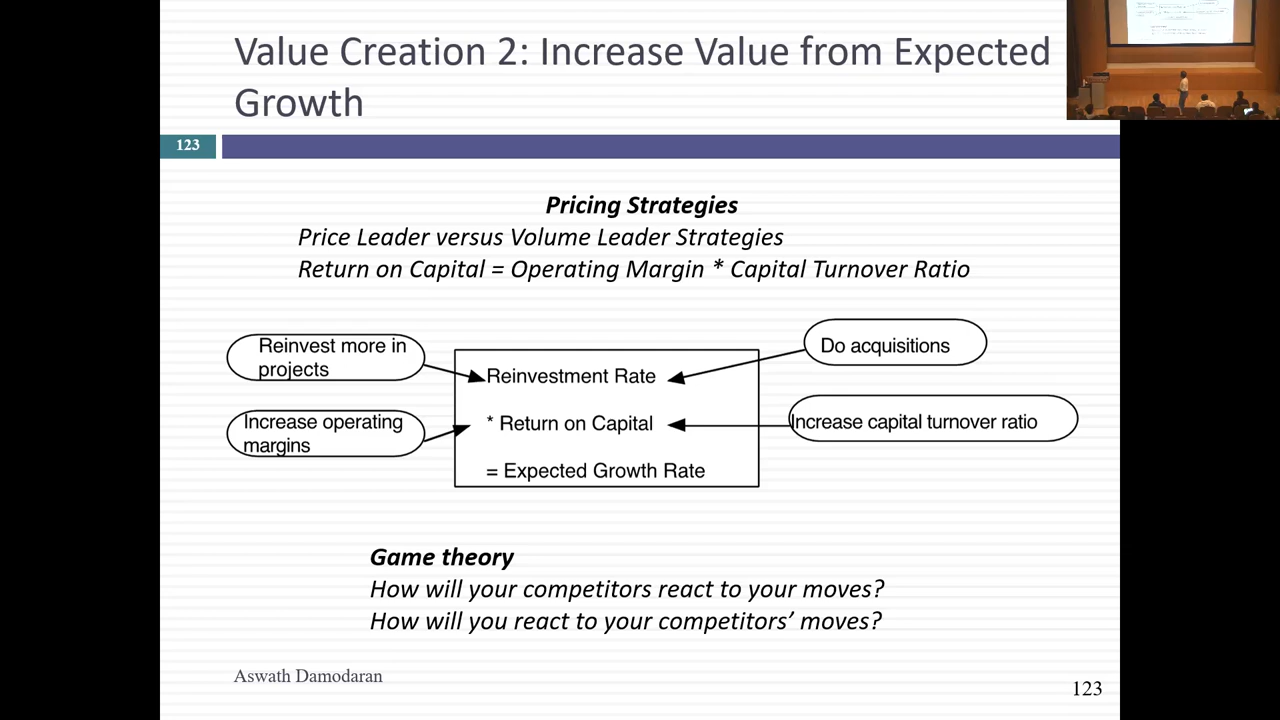 Value Creation 2: Increase Value from Expected
Growth
123
Pricing Strategies
Price Leader versus Volume Leader Strategies
Return on Capital = Operating Margin * Capital Turnover Ratio
Reinvest more in
projects
Do acquisitions
Reinvestment Rate
Increase operating
margins
* Return on Capital
Increase capital turnover ratio
= Expected Growth Rate
Game theory
How will your competitors react to your moves?
How will you react to your competitors’ moves?
Aswath Damodaran
123